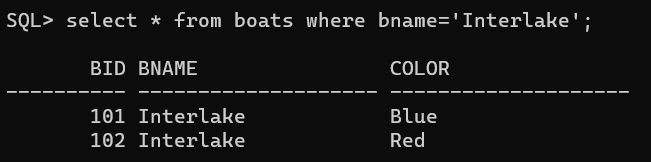 SQL> select * from boats where bname='Interlake';
BID BNAME COLOR
---------- -------------------- --------------------
101 Interlake Blue
102 Interlake Red